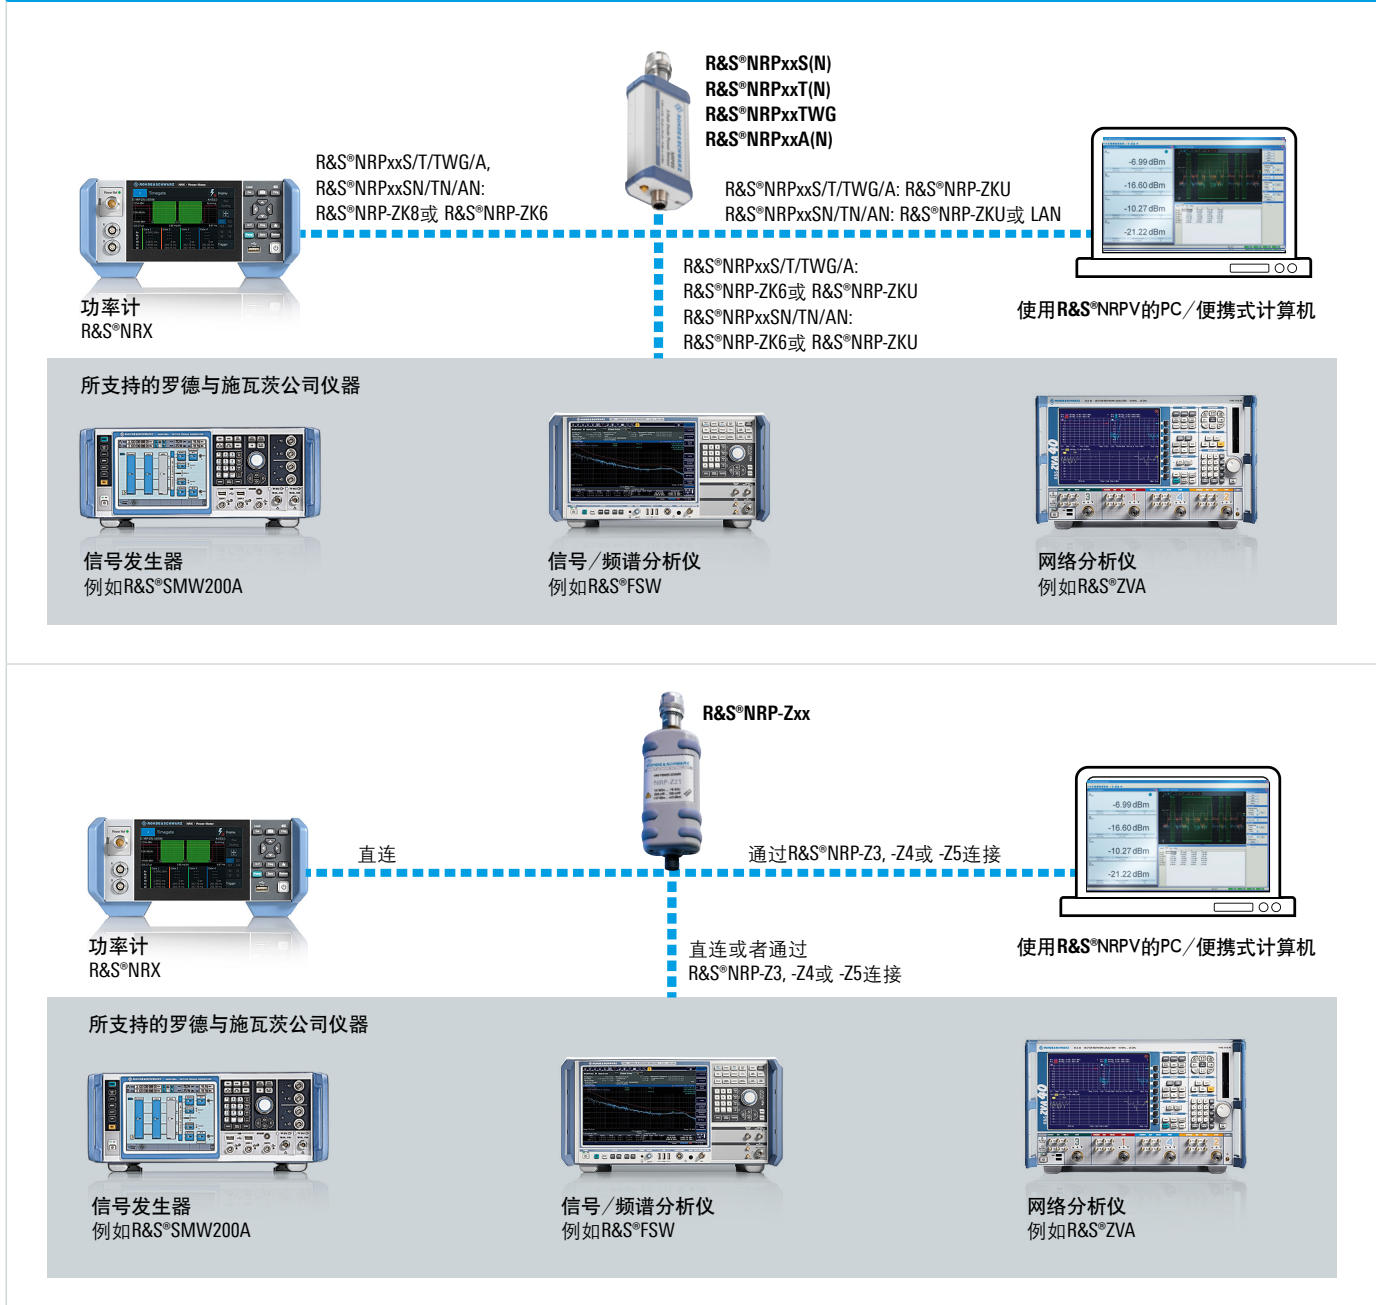 R&S®NRPxxS(N)
R&S®NRPxxT(N)
R&S®NRPxxTWG
R&S®NRPxxA(N)
R&S®NRPxxS/T/TWG/A,
R&S®NRPxxSN/TN/AN:
R&S®NRP-ZK8或 R&S®NRP-ZK6
R&S®NRPxxS/T/TWG/A: R&S®NRP-ZKU
R&S®NRPxxSN/TN/AN: R&S®NRP-ZKU或 LAN
-6.99 dBm
-16.60 dBm
-10.27 dBm
-21.22 dBm
R&S®NRPxxS/T/TWG/A:
R&S®NRP-ZK6或 R&S®NRP-ZKU
R&S®NRPxxSN/TN/AN:
R&S®NRP-ZK6或 R&S®NRP-ZKU
功率计
R&S®NRX
使用R&S®NRPV的PC/便携式计算机
所支持的罗德与施瓦茨公司仪器
信号发生器
例如R&S®SMW200A
信号/频谱分析仪
例如R&S®FSW
网络分析仪
例如R&S®ZVA
R&S®NRP-Zxx
NRP-Z21
直连
通过R&S®NRP-Z3, -Z4或 -Z5连接
-6.99 dBm
-16.60 dBm
-10.27 dBm
-21.22 dBm
直连或者通过
R&S®NRP-Z3, -Z4或 -Z5连接
功率计
R&S®NRX
使用R&S®NRPV的PC/便携式计算机
所支持的罗德与施瓦茨公司仪器
信号发生器
例如R&S®SMW200A
信号/频谱分析仪
例如R&S®FSW
网络分析仪
例如R&S®ZVA